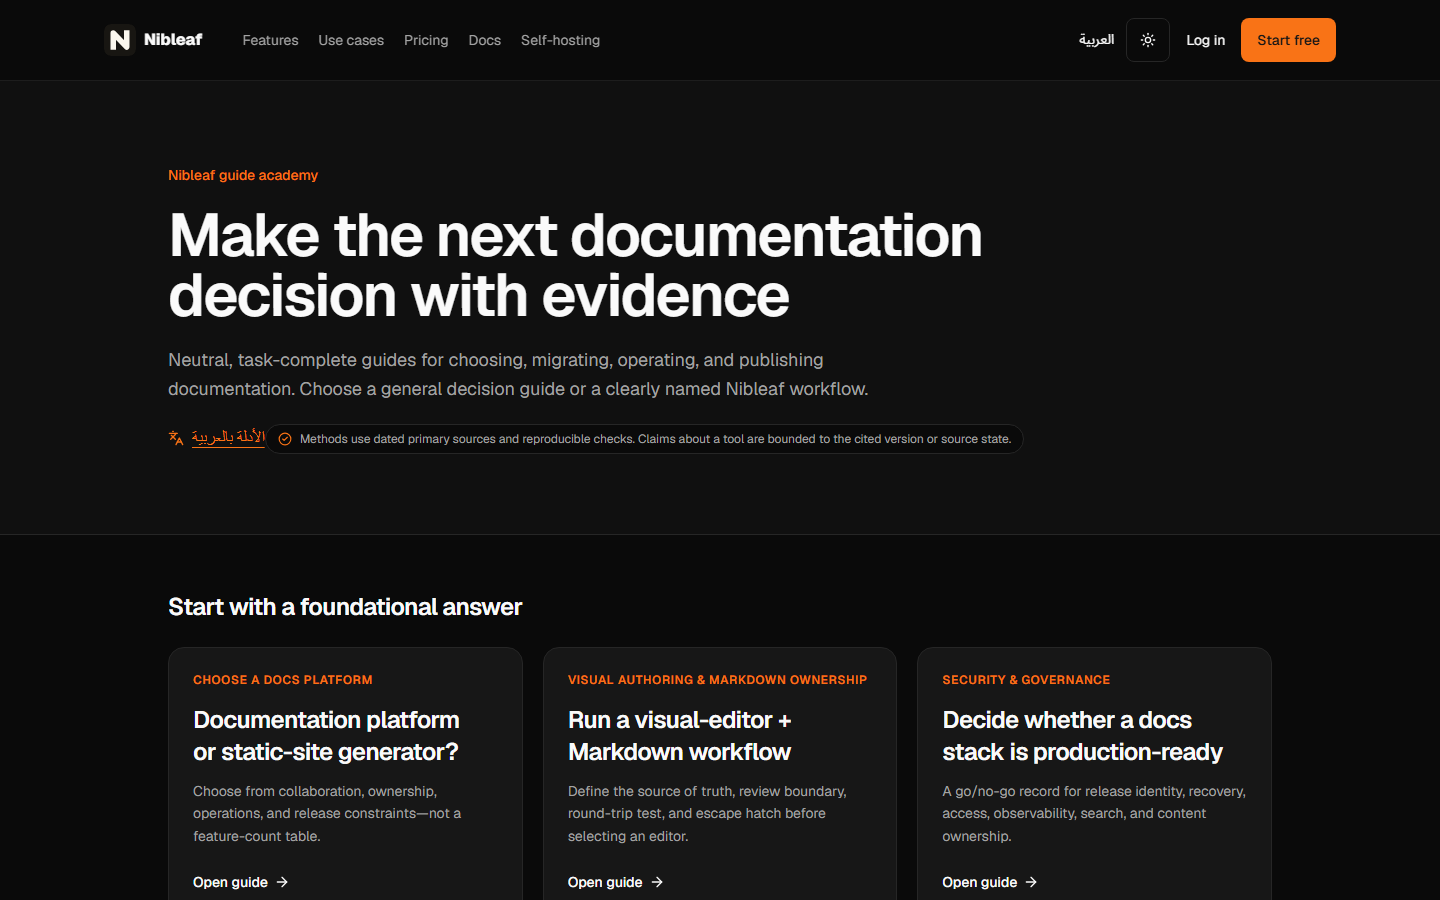 Nibleaf
Features
Use cases
Pricing
Docs
Self-hosting
العربية
Log in
Start free
Nibleaf guide academy
Make the next documentation
decision with evidence
Neutral, task-complete guides for choosing, migrating, operating, and publishing
documentation. Choose a general decision guide or a clearly named Nibleaf workflow.
الأدلة بالعربية
Methods use dated primary sources and reproducible checks. Claims about a tool are bounded to the cited version or source state.
Start with a foundational answer
CHOOSE A DOCS PLATFORM
Documentation platform
or static-site generator?
Choose from collaboration, ownership,
operations, and release constraints—not a
feature-count table.
Open guide
VISUAL AUTHORING & MARKDOWN OWNERSHIP
Run a visual-editor +
Markdown workflow
Define the source of truth, review boundary,
round-trip test, and escape hatch before
selecting an editor.
Open guide
SECURITY & GOVERNANCE
Decide whether a docs
stack is production-ready
A go/no-go record for release identity, recovery,
access, observability, search, and content
ownership.
Open guide